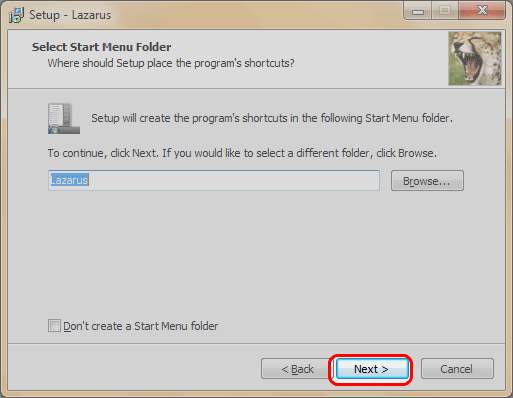 Setup - Lazarus
Select Start Menu Folder
Where should Setup place the program's shortcuts?
Setup will create the program's shortcuts in the following Start Menu folder.
To continue, click Next. If you would like to select a different folder, click Browse.
Lazarus
Browse...
Don't create a Start Menu folder
< Back
Next >
Cancel